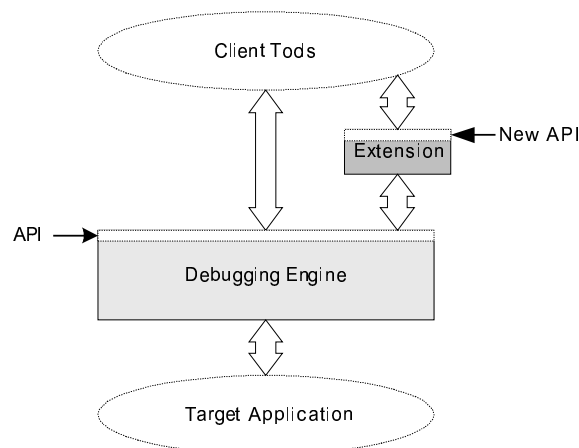 Client Tods
New API
Extension
API
Debugging Engine
Target Application